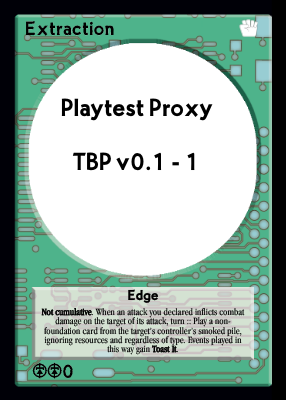 Extraction
Playtest Proxy
TBP v0.1 - 1
Edge
Not cumulative. When an attack you declared inflicts combat
damage on the target of its attack, turn :: Play a non-
foundation card from the target's controller's smoked pile,
ignoring resources and regardless of type. Events played in
this way gain Toast It.
0